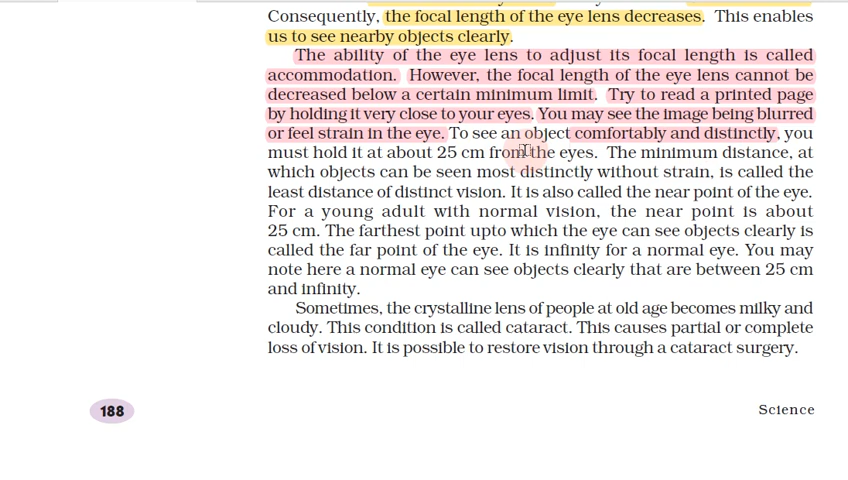 Consequently, the focal length of the eye lens decreases. This enables
us to see nearby objects clearly.
The ability of the eye lens to adjust its focal length is called
accommodation. However, the focal length of the eye lens cannot be
decreased below a certain minimum limit. Try to read a printed page
by holding it very close to your eyes. You may see the image being blurred
or feel strain in the eye. To see an object comfortably and distinctly, you
must hold it at about 25 cm from the eyes. The minimum distance, at
which objects can be seen most distinctly without strain, is called the
least distance of distinct vision. It is also called the near point of the eye.
For a young adult with normal vision, the near point is about
25 cm. The farthest point upto which the eye can see objects clearly is
called the far point of the eye. It is infinity for a normal eye. You may
note here a normal eye can see objects clearly that are between 25 cm
and infinity.
Sometimes, the crystalline lens of people at old age becomes milky and
cloudy. This condition is called cataract. This causes partial or complete
loss of vision. It is possible to restore vision through a cataract surgery.
188
Science